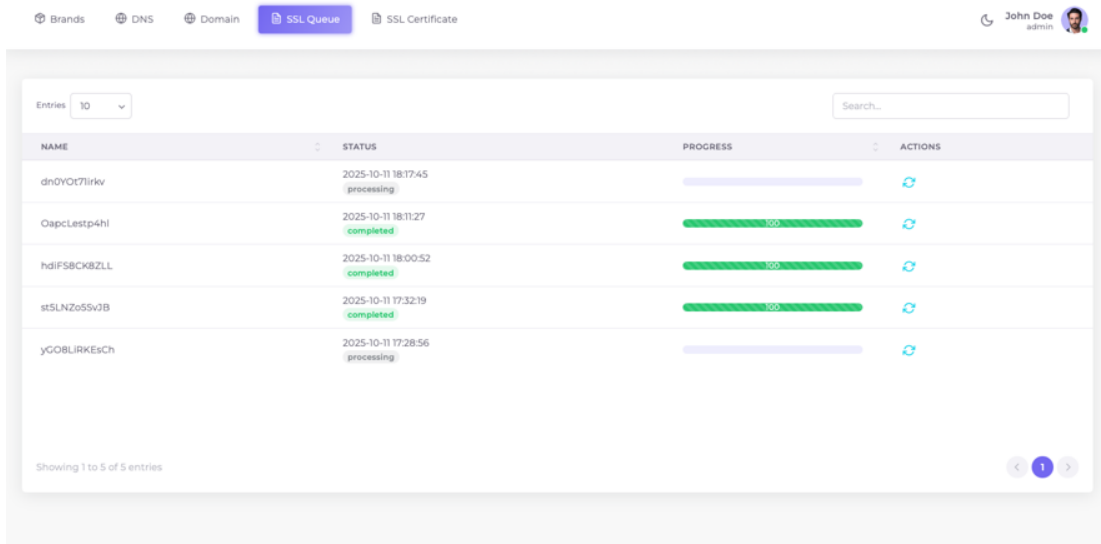 Brands DNS Domain SSL Queue SSL Certificate John Doe
admin
Entries 10 Search...
NAME STATUS PROGRESS ACTIONS
dn0YOt71irkv 2025-10-11 18:17:45
processing
OapcLestp4hl 2025-10-11 18:11:27
completed 100
hdiFS8CK8ZLL 2025-10-11 18:00:52
completed 100
st5LNZo5SvJB 2025-10-11 17:32:19
completed 100
yGO8LiRKEsCh 2025-10-11 17:28:56
processing
Showing 1 to 5 of 5 entries 1